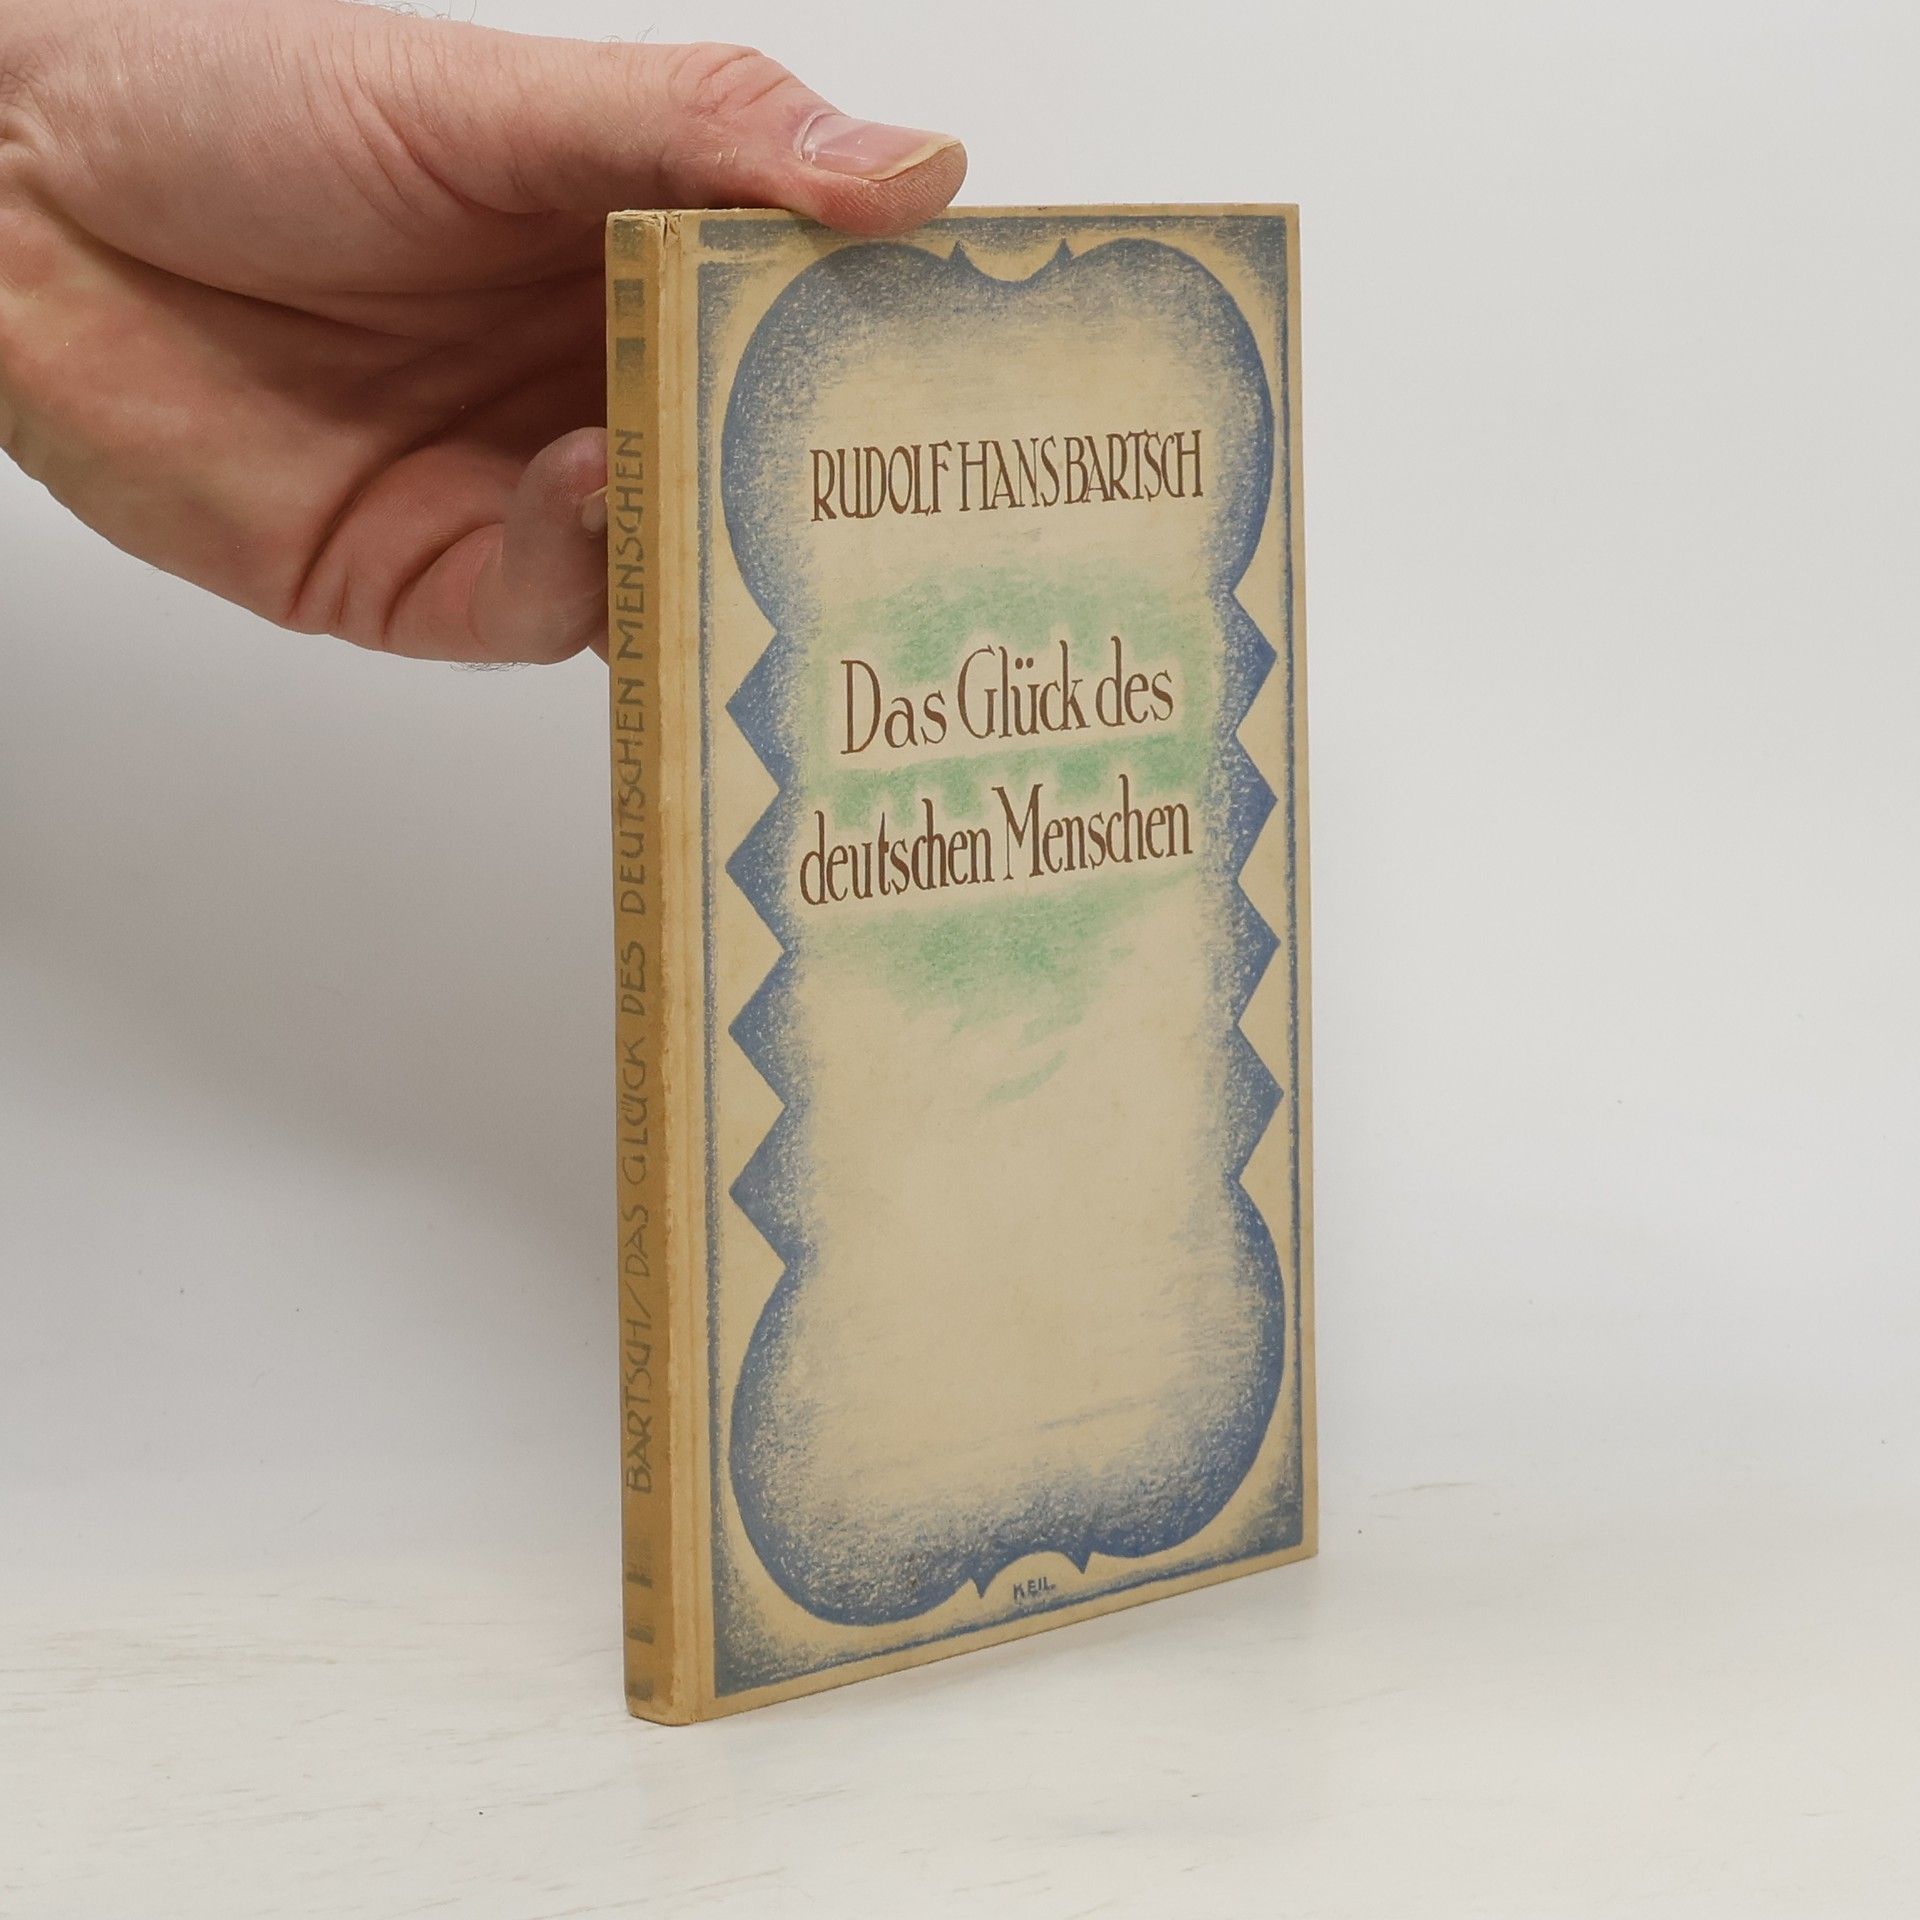 RUDOLF HANS BARTSCH
Das Glück des
deutschen Menschen
KEIL
BARTSCH/DAS GLÜCK DES DEUTSCHEN MENSCHEN